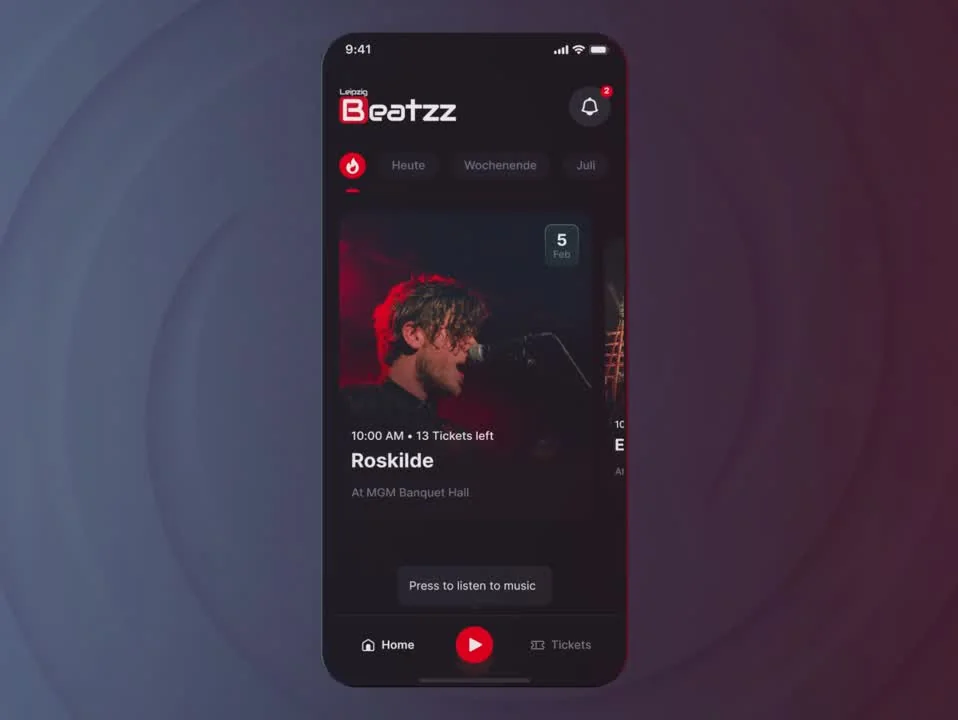 9:41
Leipzig
Beatzz
2
Heute
Wochenende
Juli
5
Feb
10:00 AM • 13 Tickets left
Roskilde
At MGM Banquet Hall
10
E
At
Press to listen to music
Home
Tickets